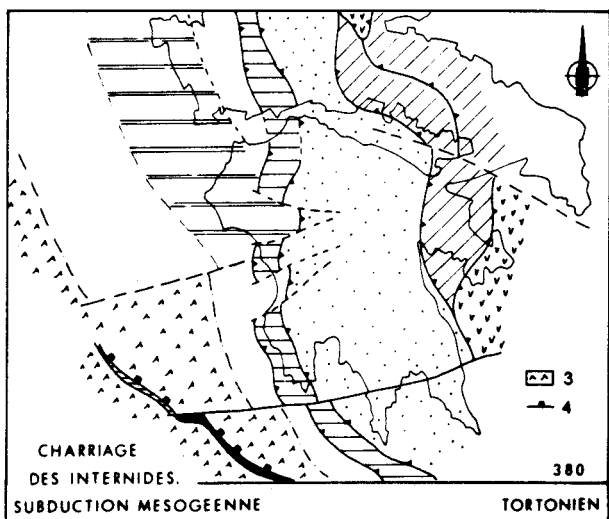 3
4
CHARRIAGE
DES INTERNIDES.
380
SUBDUCTION MESOGEENNE
TORTONIEN